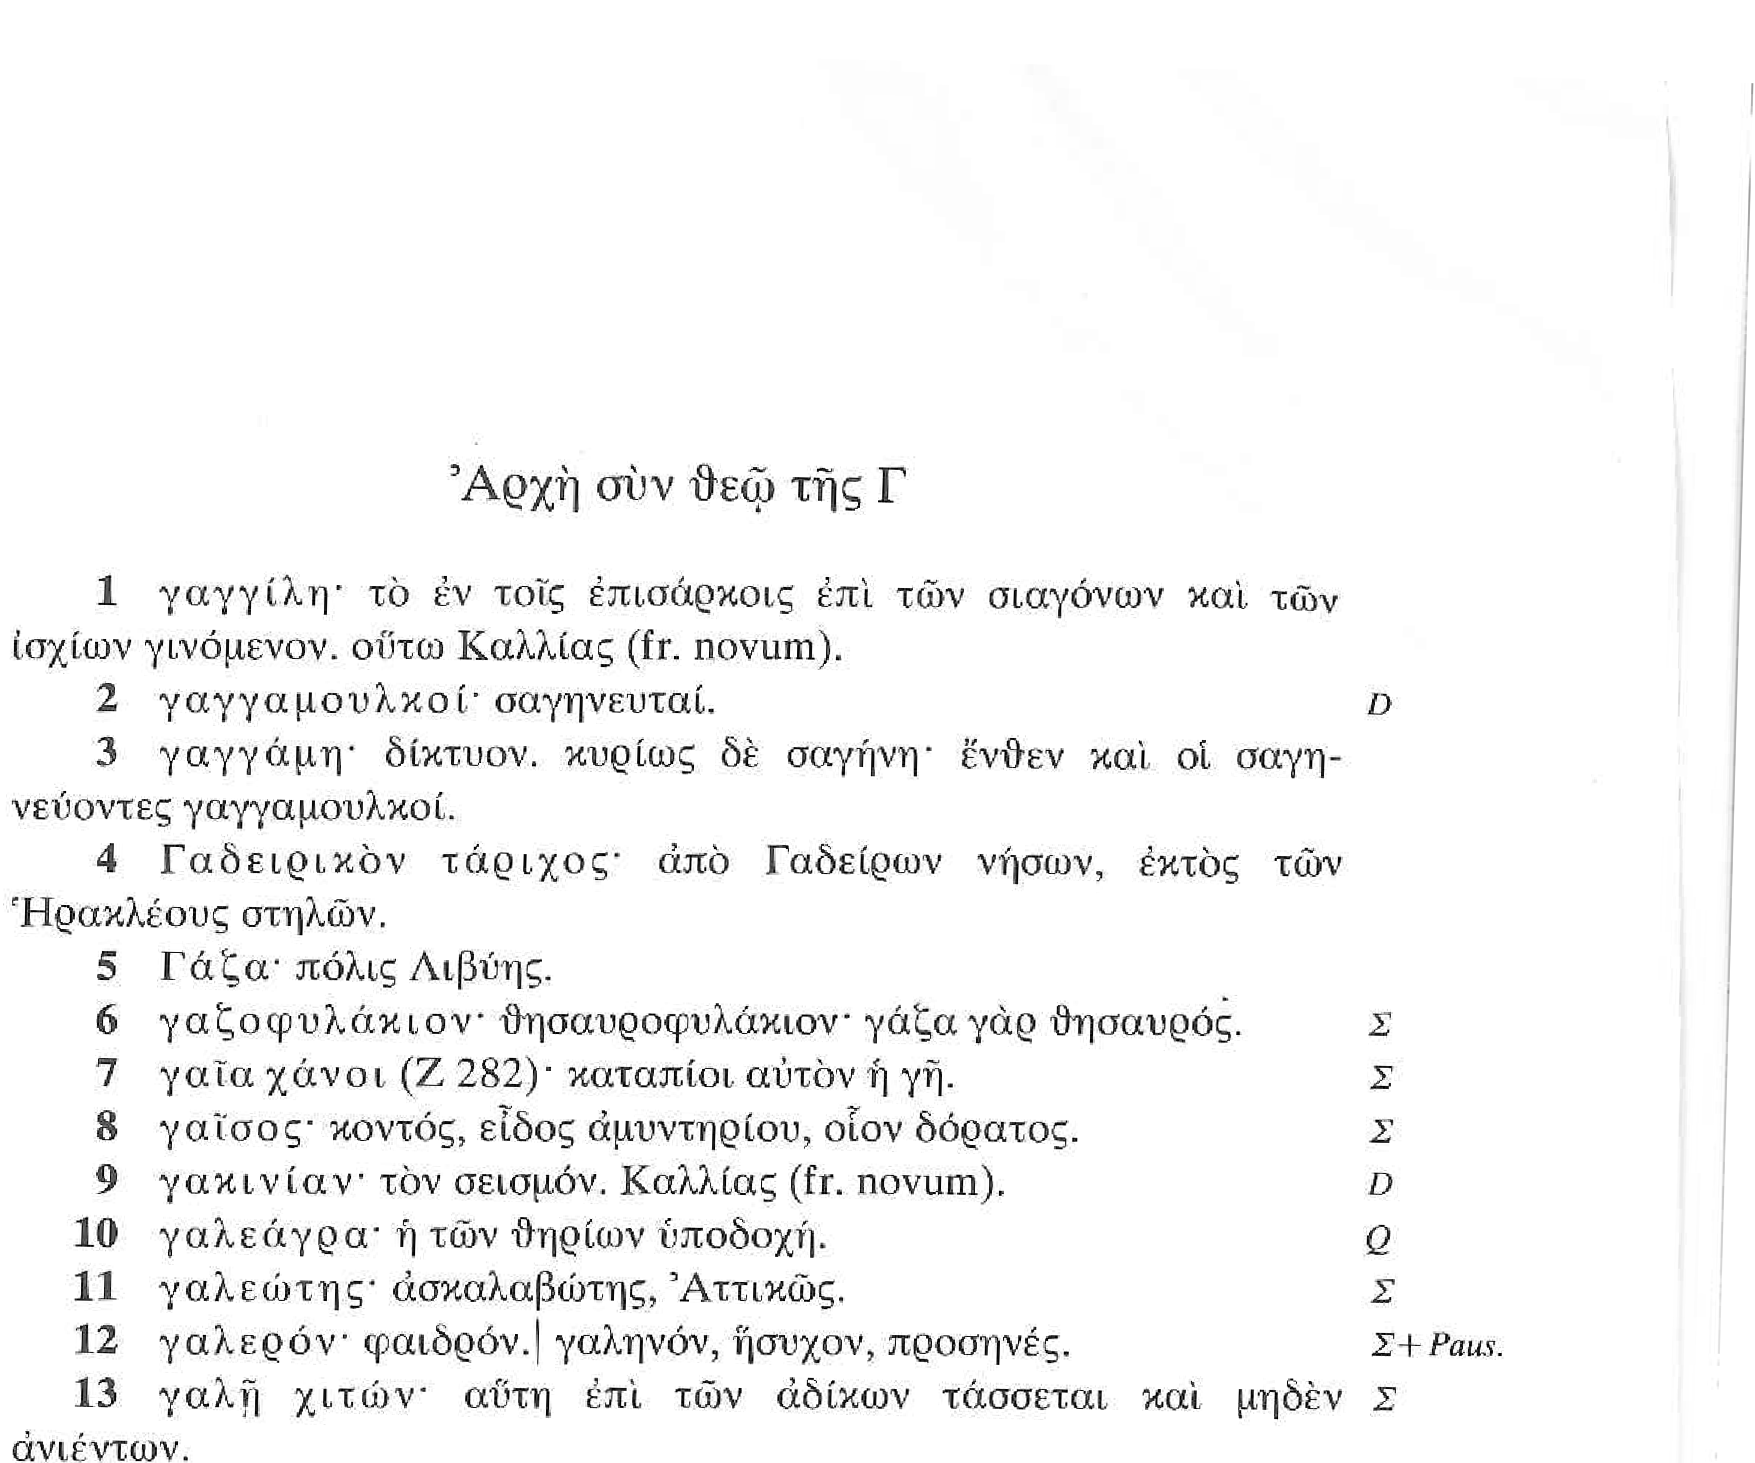 Ἀρχὴ σὺν θεῷ τῆς Γ
1 γαγγίλη· τὸ ἐν τοῖς ἐπισάρκοις ἐπὶ τῶν σιαγόνων καὶ τῶν
ἰσχίων γινόμενον. οὕτω Καλλίας (fr. novum).
2 γαγγαμουλκοί· σαγηνευταί. D
3 γαγγάμη· δίκτυον. κυρίως δὲ σαγήνη· ἔνθεν καὶ οἱ σαγη-
νεύοντες γαγγαμουλκοί.
4 Γαδειρικὸν τάριχος· ἀπὸ Γαδείρων νήσων, ἐκτὸς τῶν
Ἡρακλέους στηλῶν.
5 Γάζα· πόλις Λιβύης.
6 γαζοφυλάκιον· θησαυροφυλάκιον· γάζα γὰρ θησαυρός. Σ
7 γαῖα χάνοι (Ζ 282)· καταπίοι αὐτὸν ἡ γῆ. Σ
8 γαῖσος· κοντός, εἶδος ἀμυντηρίου, οἷον δόρατος. Σ
9 γακινίαν· τὸν σεισμόν. Καλλίας (fr. novum). D
10 γαλεάγρα· ἡ τῶν θηρίων ὑποδοχή. Q
11 γαλεώτης· ἀσκαλαβώτης, Ἀττικῶς. Σ
12 γαλερόν· φαιδρόν.| γαληνόν, ἥσυχον, προσηνές. Σ+ Paus.
13 γαλῇ χιτών· αὕτη ἐπὶ τῶν ἀδίκων τάσσεται καὶ μηδὲν Σ
ἀνιέντων.